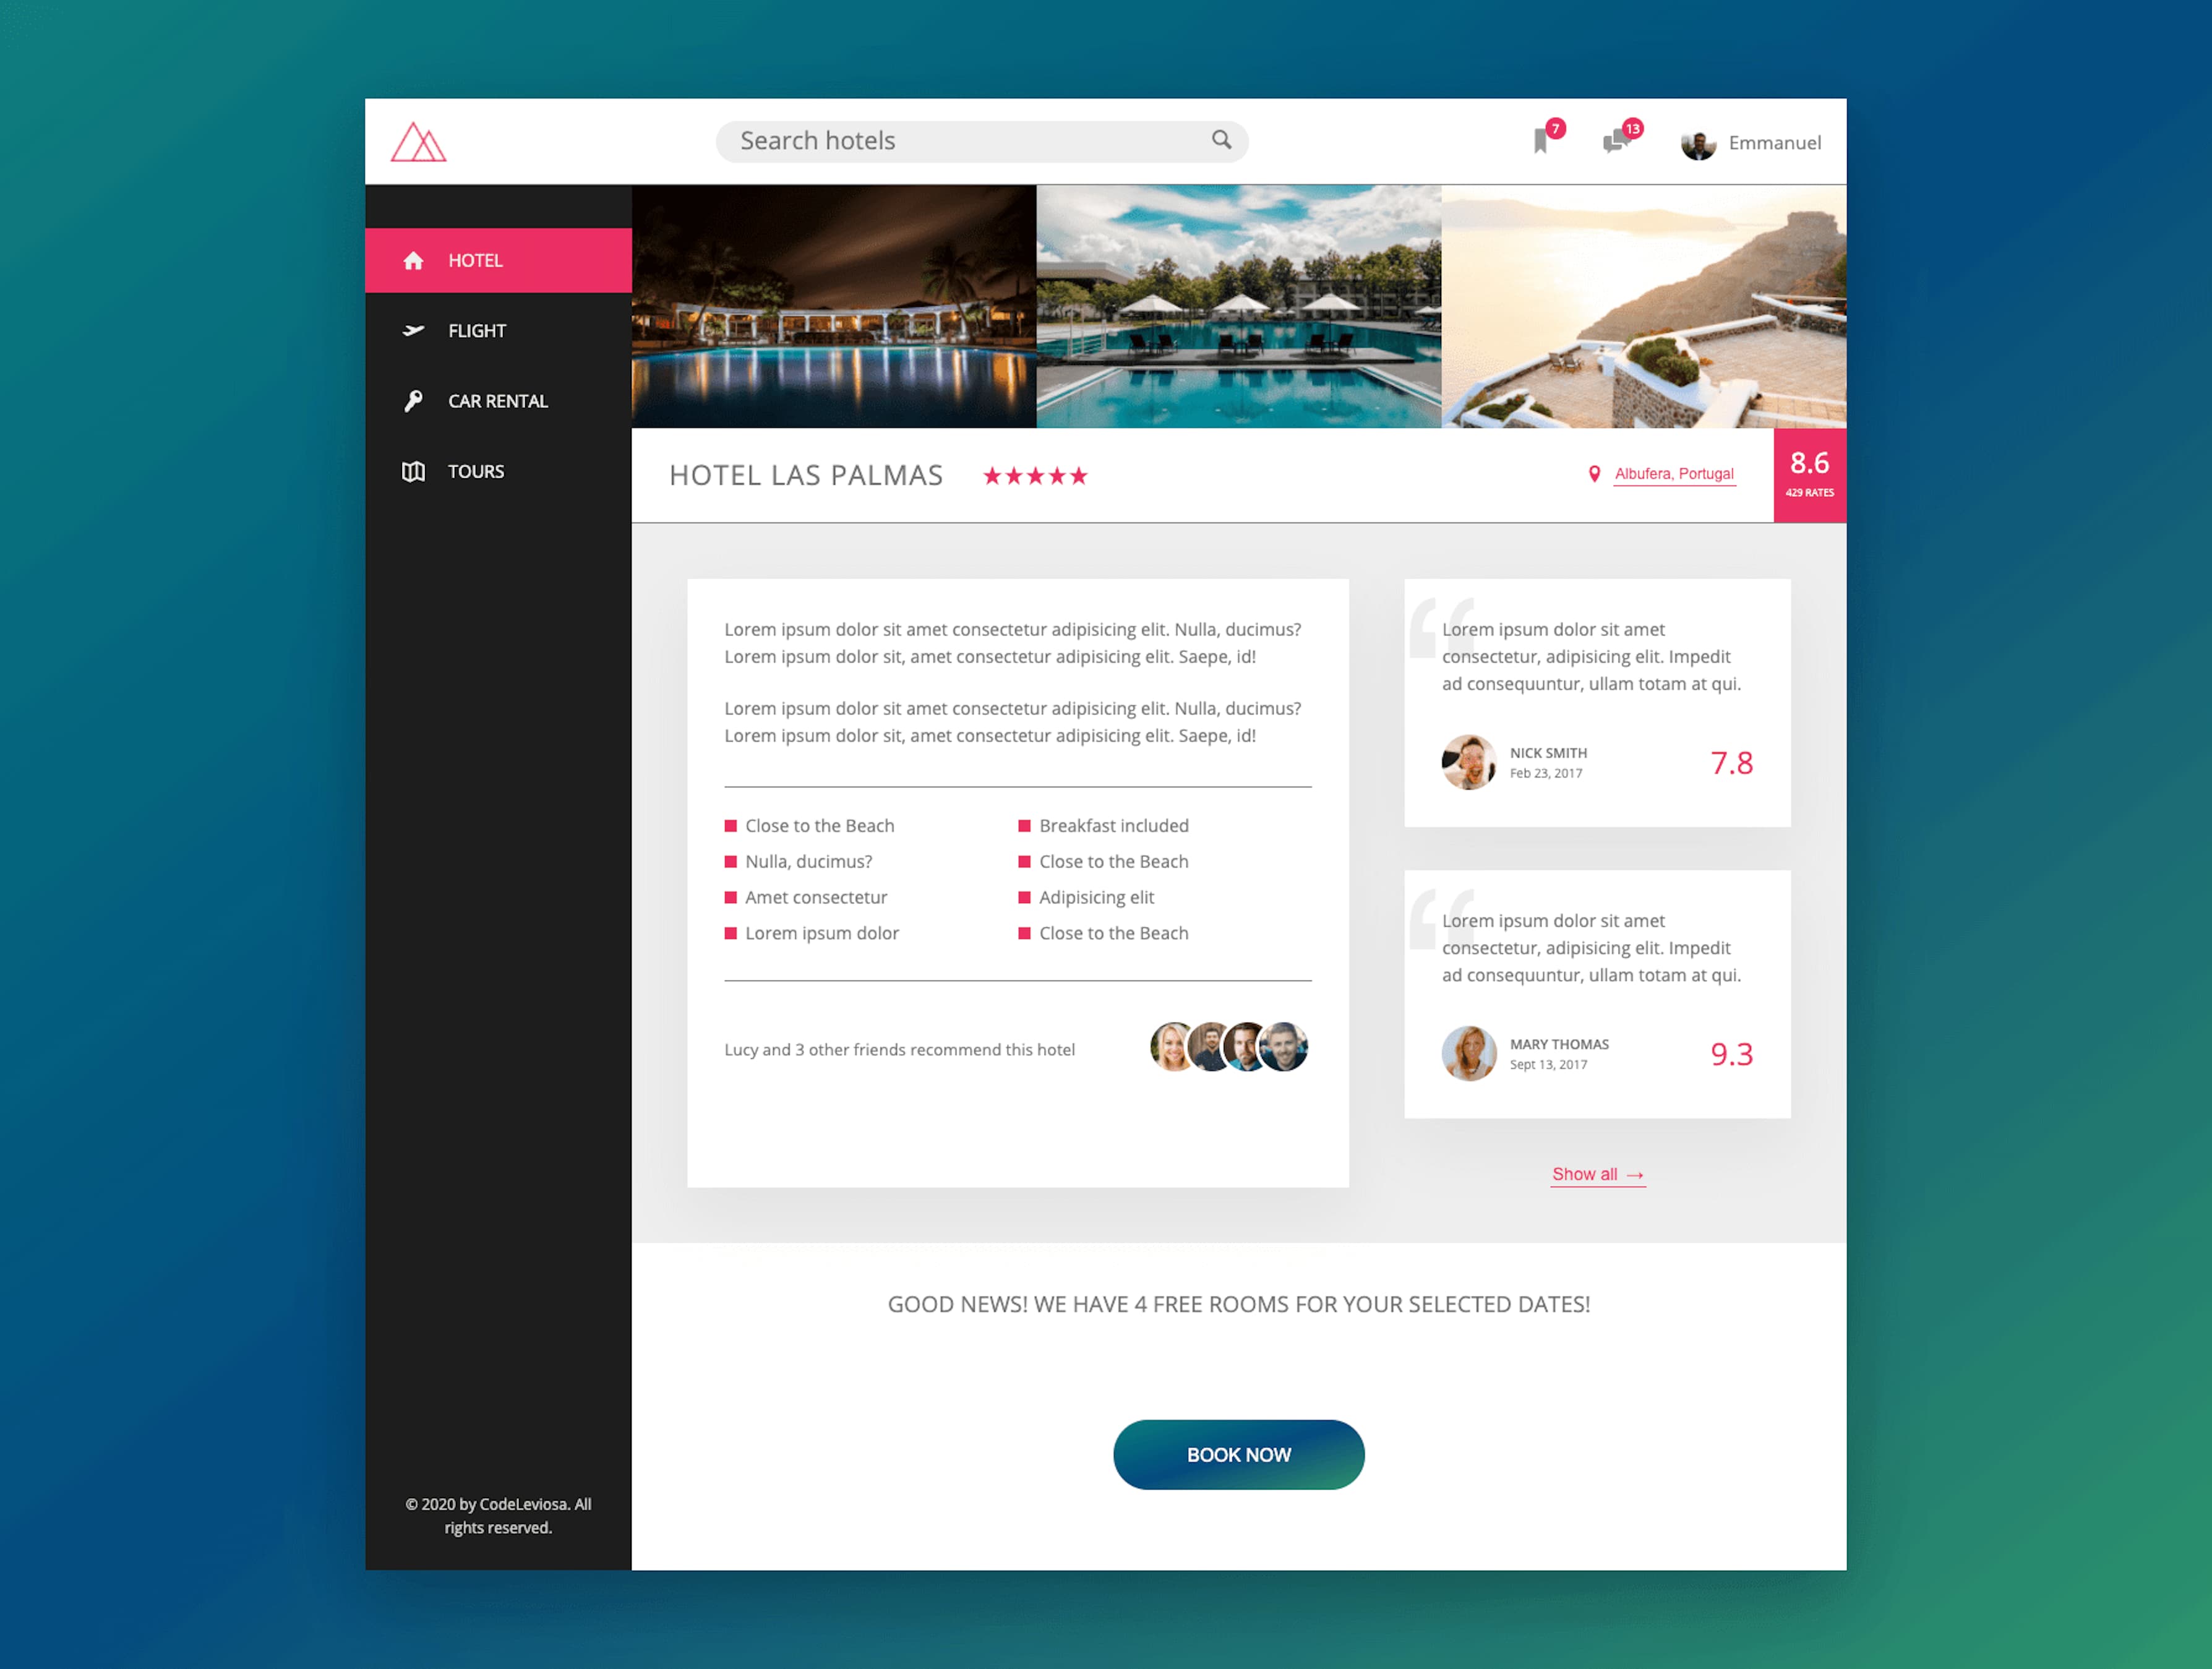 Search hotels
7
13
Emmanuel
HOTEL
FLIGHT
CAR RENTAL
TOURS
HOTEL LAS PALMAS
Albufera, Portugal
8.6
429 RATES
Lorem ipsum dolor sit amet consectetur adipisicing elit. Nulla, ducimus?
Lorem ipsum dolor sit, amet consectetur adipisicing elit. Saepe, id!
Lorem ipsum dolor sit amet consectetur adipisicing elit. Nulla, ducimus?
Lorem ipsum dolor sit, amet consectetur adipisicing elit. Saepe, id!
Close to the Beach
Breakfast included
Nulla, ducimus?
Close to the Beach
Amet consectetur
Adipisicing elit
Lorem ipsum dolor
Close to the Beach
Lucy and 3 other friends recommend this hotel
“
Lorem ipsum dolor sit amet
consectetur, adipisicing elit. Impedit
ad consequuntur, ullam totam at qui.
NICK SMITH
Feb 23, 2017
7.8
“
Lorem ipsum dolor sit amet
consectetur, adipisicing elit. Impedit
ad consequuntur, ullam totam at qui.
MARY THOMAS
Sept 13, 2017
9.3
Show all →
GOOD NEWS! WE HAVE 4 FREE ROOMS FOR YOUR SELECTED DATES!
BOOK NOW
© 2020 by CodeLeviosa. All
rights reserved.